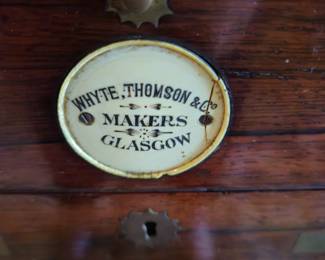 WHYTE, THOMSON & Co
MAKERS
GLASGOW